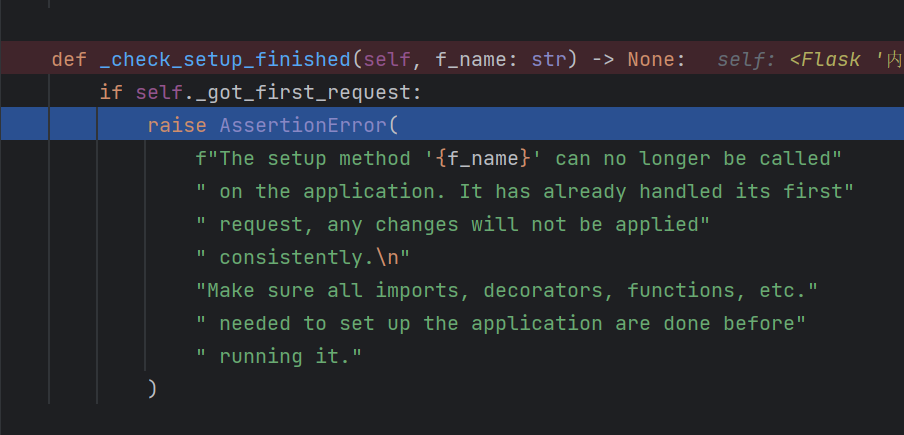 def _check_setup_finished(self, f_name: str) -> None:   self: <Flask '内
if self._got_first_request:
raise AssertionError(
f"The setup method '{f_name}' can no longer be called"
" on the application. It has already handled its first"
" request, any changes will not be applied"
" consistently.\n"
"Make sure all imports, decorators, functions, etc."
" needed to set up the application are done before"
" running it."
)